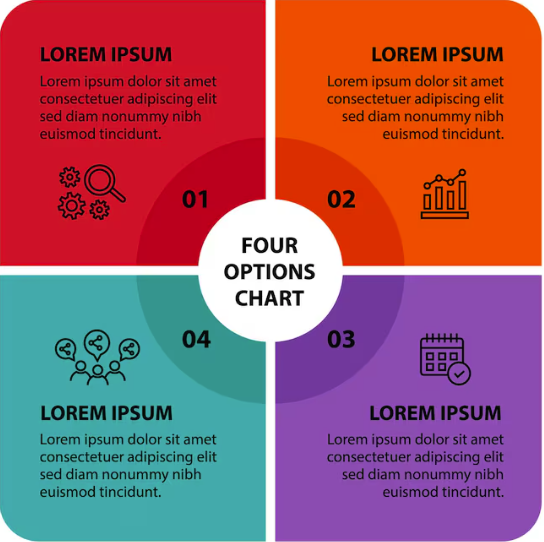 LOREM IPSUM
Lorem ipsum dolor sit amet
consectetuer adipiscing elit
sed diam nonummy nibh
euismod tincidunt.
01
LOREM IPSUM
Lorem ipsum dolor sit amet
consectetuer adipiscing elit
sed diam nonummy nibh
euismod tincidunt.
02
FOUR
OPTIONS
CHART
04
LOREM IPSUM
Lorem ipsum dolor sit amet
consectetuer adipiscing elit
sed diam nonummy nibh
euismod tincidunt.
03
LOREM IPSUM
Lorem ipsum dolor sit amet
consectetuer adipiscing elit
sed diam nonummy nibh
euismod tincidunt.